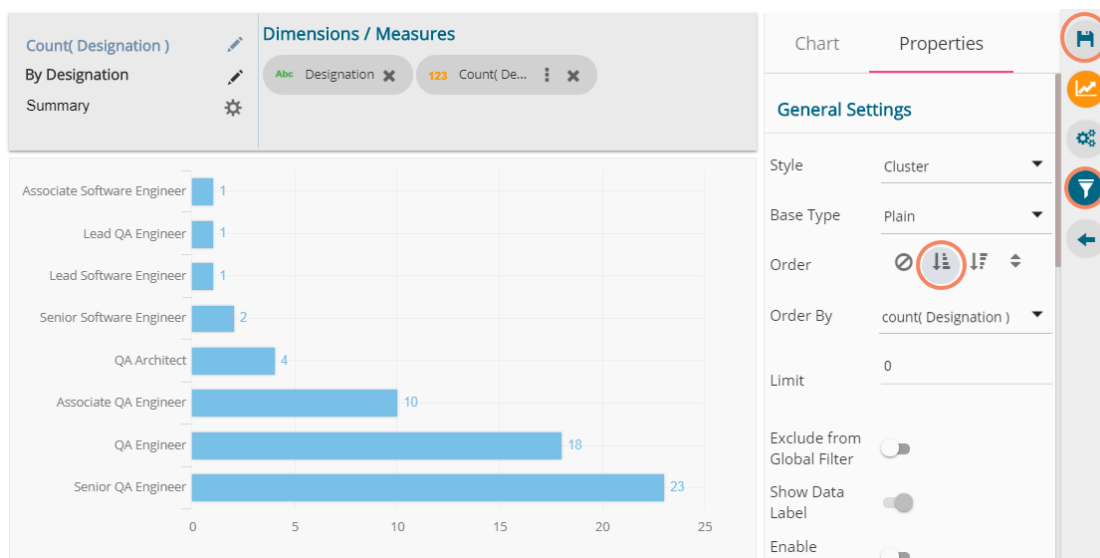 Count( Designation )
By Designation
Summary
Dimensions / Measures
Abc Designation
123 Count( De...
Chart
Properties
General Settings
Style
Cluster
Base Type
Plain
Order
Order By
count( Designation )
Limit
0
Exclude from
Global Filter
Show Data
Label
Enable
Associate Software Engineer 1
Lead QA Engineer 1
Lead Software Engineer 1
Senior Software Engineer 2
QA Architect 4
Associate QA Engineer 10
QA Engineer 18
Senior QA Engineer 23
0 5 10 15 20 25